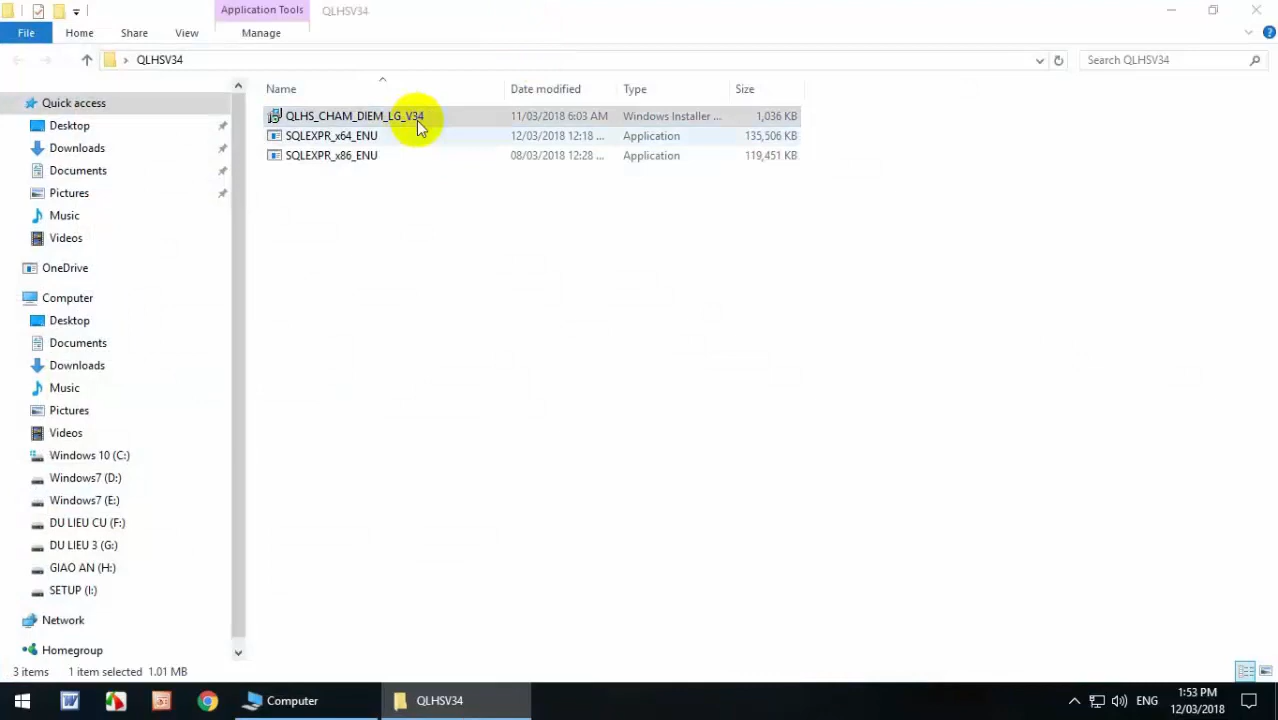 Application Tools
QLHSV34
File
Home
Share
View
Manage
QLHSV34
Search QLHSV34
Name
Date modified
Type
Size
QLHS_CHAM_DIEM_LG_V34
11/03/2018 6:03 AM
Windows Installer ...
1,036 KB
SQLEXPR_x64_ENU
12/03/2018 12:18 ...
Application
135,506 KB
SQLEXPR_x86_ENU
08/03/2018 12:28 ...
Application
119,451 KB
Quick access
Desktop
Downloads
Documents
Pictures
Music
Videos
OneDrive
Computer
Desktop
Documents
Downloads
Music
Pictures
Videos
Windows 10 (C:)
Windows7 (D:)
Windows7 (E:)
DU LIEU CU (F:)
DU LIEU 3 (G:)
GIAO AN (H:)
SETUP (I:)
Network
Homegroup
3 items
1 item selected 1.01 MB
Computer
QLHSV34
ENG
1:53 PM
12/03/2018